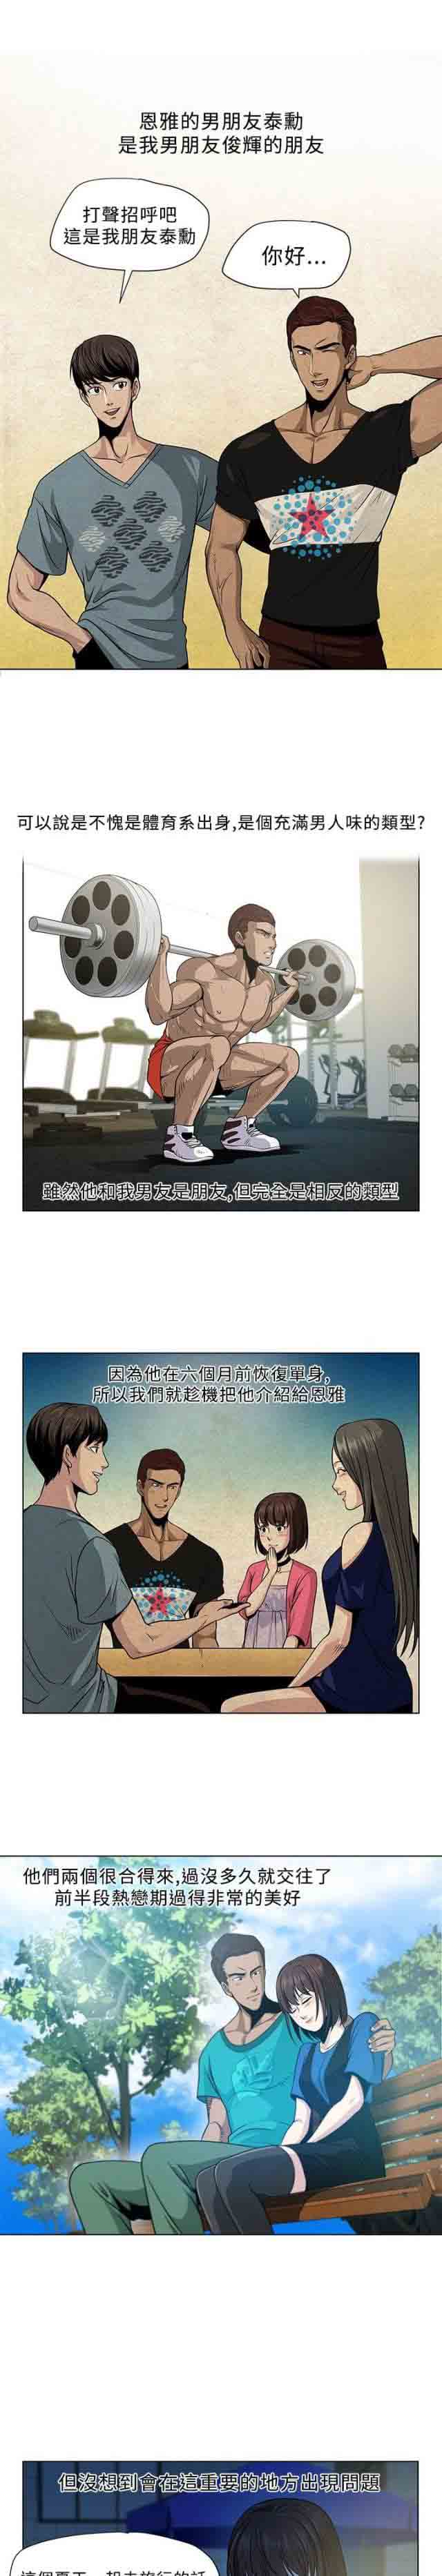 恩雅的男朋友泰勳
是我男朋友俊輝的朋友
打聲招呼吧
這是我朋友泰勳
你好...
可以說是不愧是體育系出身,是個充滿男人味的類型?
雖然他和我男友是朋友,但完全是相反的類型
因為他在六個月前恢復單身,
所以我們就趁機把他介紹給恩雅
他們兩個很合得來,過沒多久就交往了
前半段熱戀期過得非常的美好
但沒想到會在這重要的地方出現問題